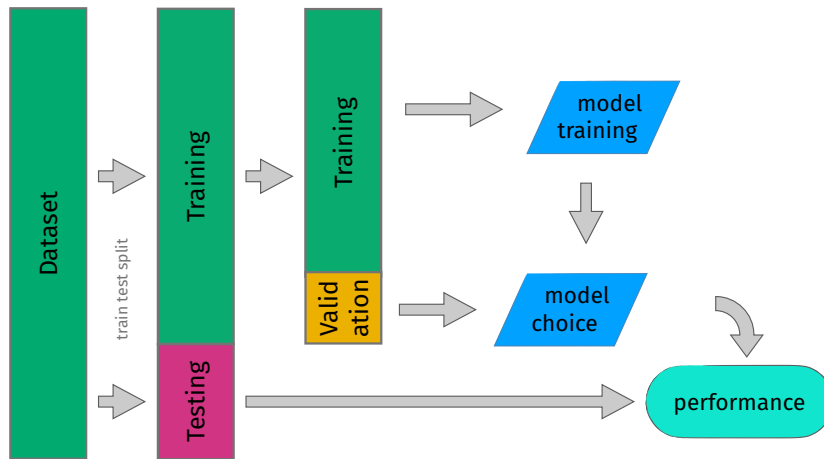 Dataset
train test split
Training
Testing
Training
Valid
ation
model
training
model
choice
performance